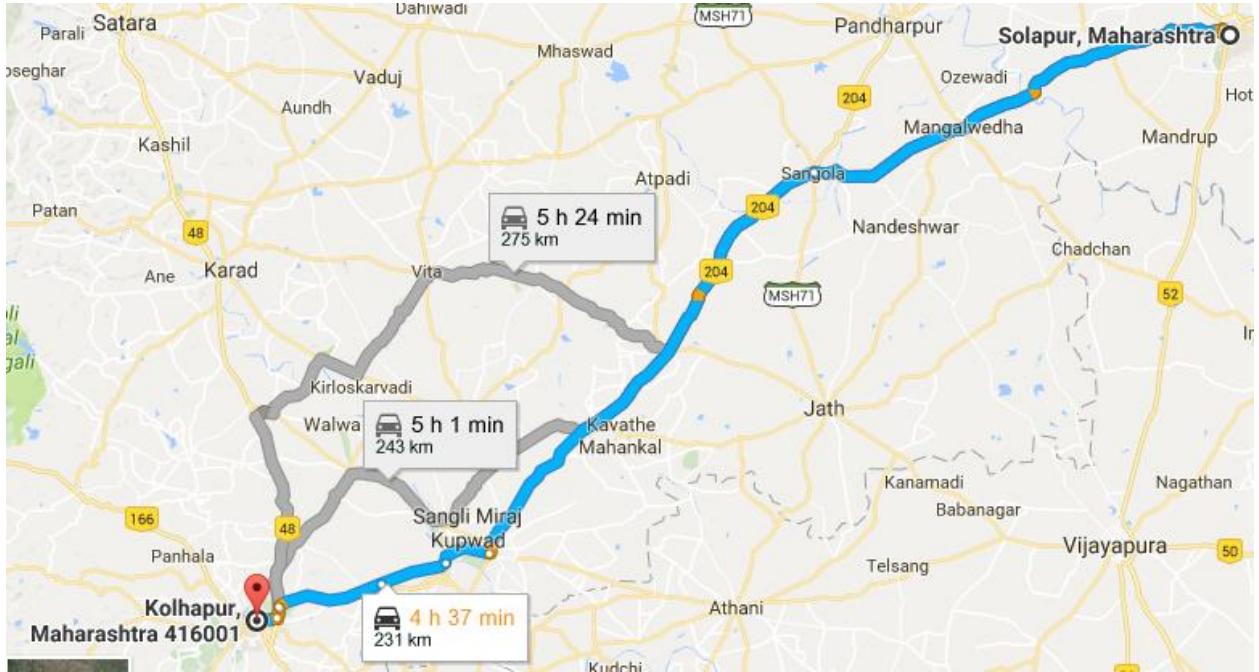 Dahiwadi
MSH71
Pandharpur
Satara
Parali
Solapur, Maharashtra
Mhaswad
oseghar
Vaduj
Ozewadi
204
Hot
Aundh
Mangalwedha
Mandrup
Kashil
Atpadi
Sangola
Patan
5 h 24 min
275 km
204
Nandeshwar
48
Chadchan
Ane
Karad
Vita
204
MSH71
52
gali
Kirloskarvadi
Walwa
5 h 1 min
243 km
Kavathe
Mahankal
Jath
Kanamadi
Nagathan
Babanagar
166
48
Sangli Miraj
Kupwad
Vijayapura
50
Panhala
Telsang
Kolhapur,
Maharashtra 416001
4 h 37 min
231 km
Athani
Kudchi
218